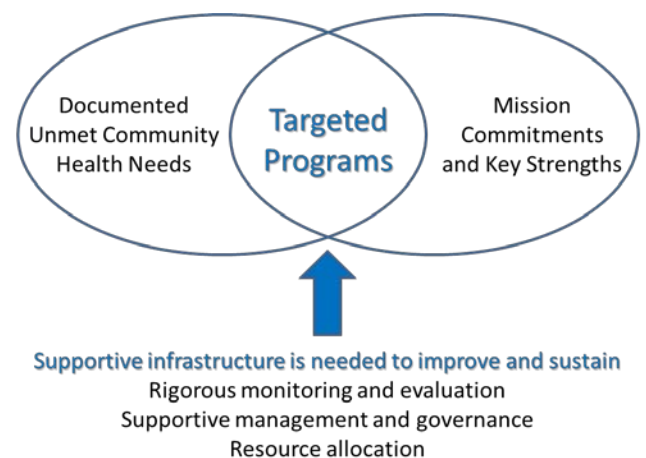 Documented
Unmet Community
Health Needs
Targeted
Programs
Mission
Commitments
and Key Strengths
Supportive infrastructure is needed to improve and sustain
Rigorous monitoring and evaluation
Supportive management and governance
Resource allocation